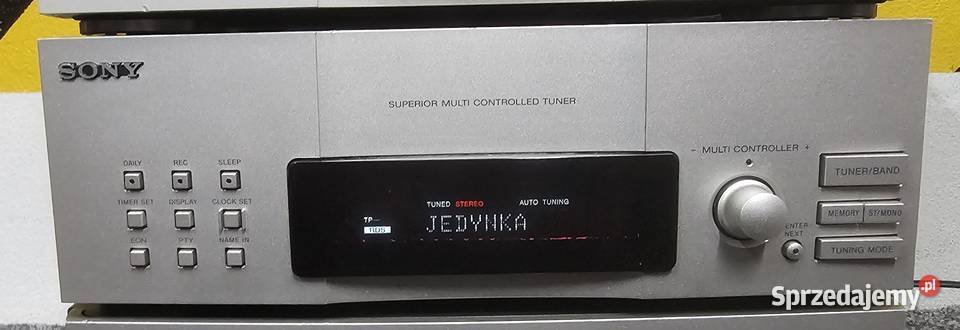 SONY
SUPERIOR MULTI CONTROLLED TUNER
- MULTI CONTROLLER +
DAILY REC SLEEP
TUNER/BAND
TIMER SET DISPLAY CLOCK SET
TUNED STEREO AUTO TUNING
MEMORY ST/MONO
TP
RDS
JEDYNKA
ENTER
NEXT
EON PTY NAME IN
TUNING MODE
Sprzedajemy.pl